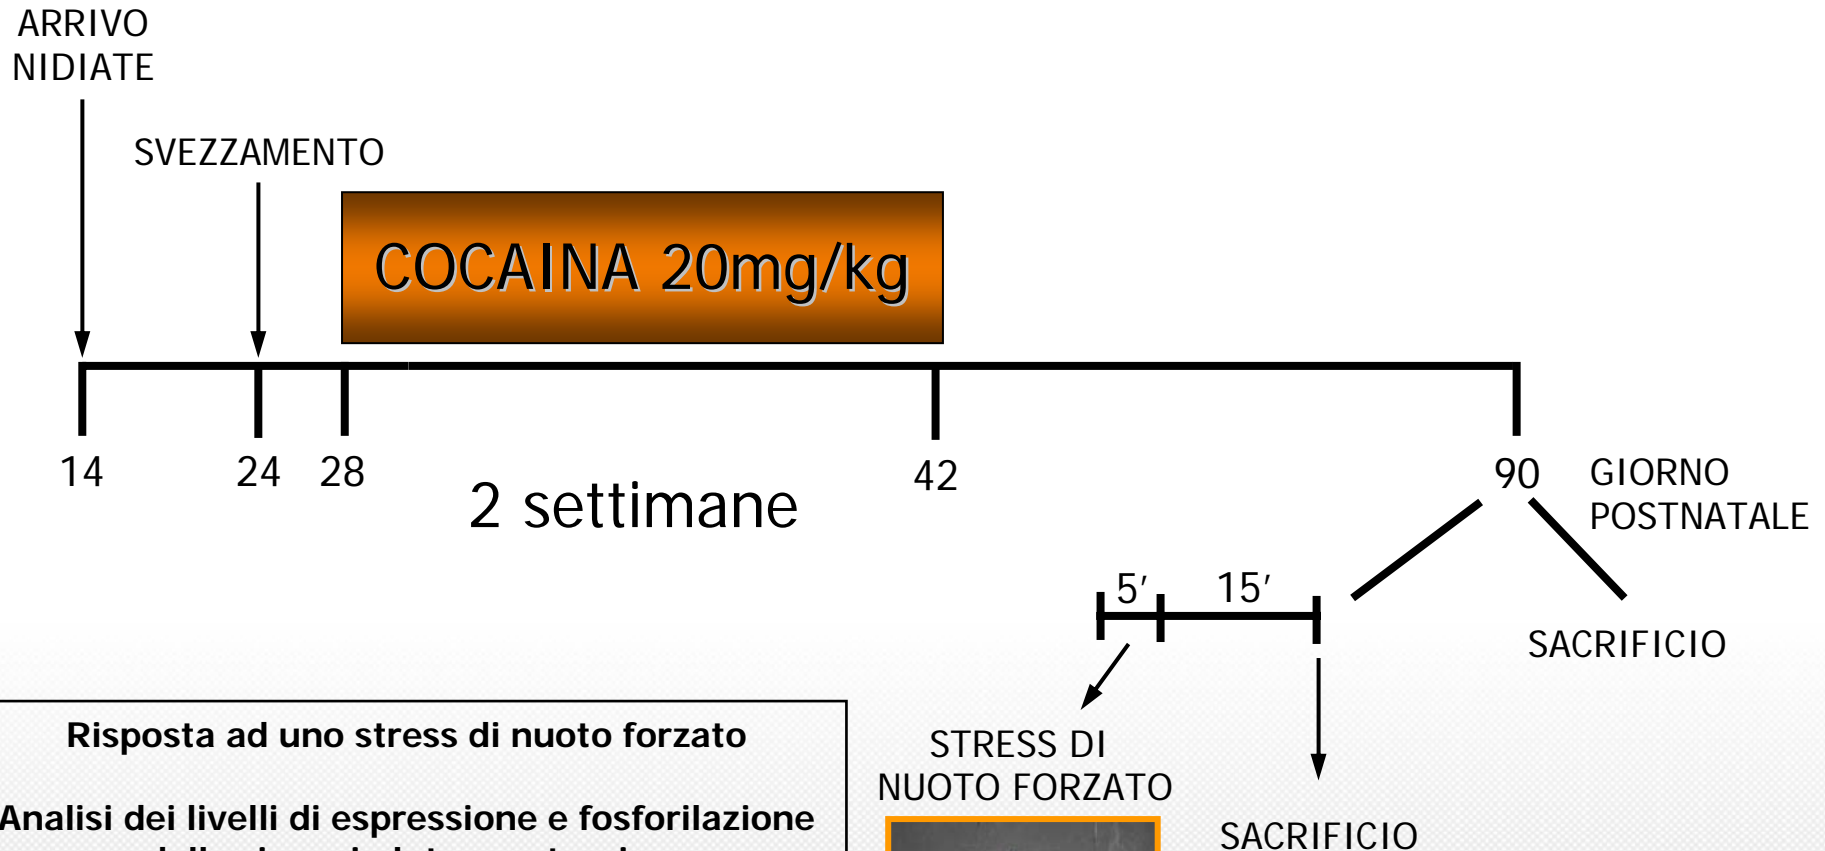 ARRIVO
NIDIATE
SVEZZAMENTO
COCAINA 20mg/kg
14
24
28
42
90
GIORNO
POSTNATALE
2 settimane
5'
15'
SACRIFICIO
Risposta ad uno stress di nuoto forzato
Analisi dei livelli di espressione e fosforilazione
STRESS DI
NUOTO FORZATO
SACRIFICIO